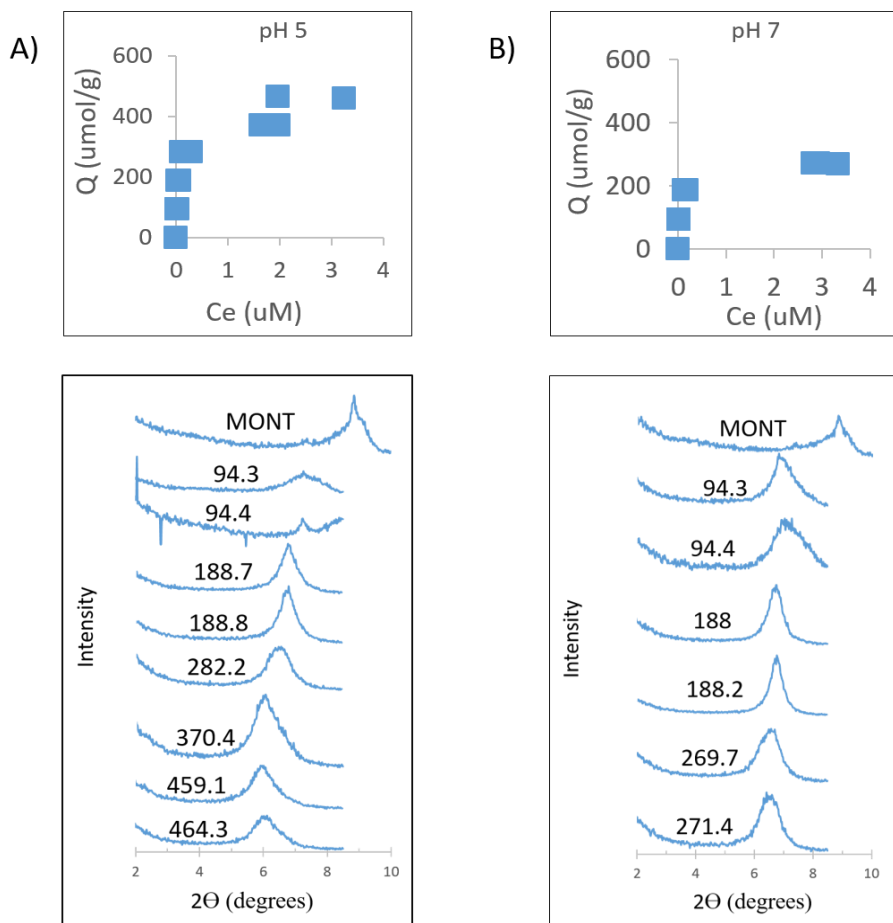 A)
pH 5
600
400
200
0
Q (umol/g)
0 1 2 3 4
Ce (uM)
B)
pH 7
600
400
200
0
Q (umol/g)
0 1 2 3 4
Ce (uM)
MONT
94.3
94.4
188.7
188.8
282.2
370.4
459.1
464.3
Intensity
2 4 6 8 10
2ϴ (degrees)
MONT
94.3
94.4
188
188.2
269.7
271.4
Intensity
2 4 6 8 10
2ϴ (degrees)